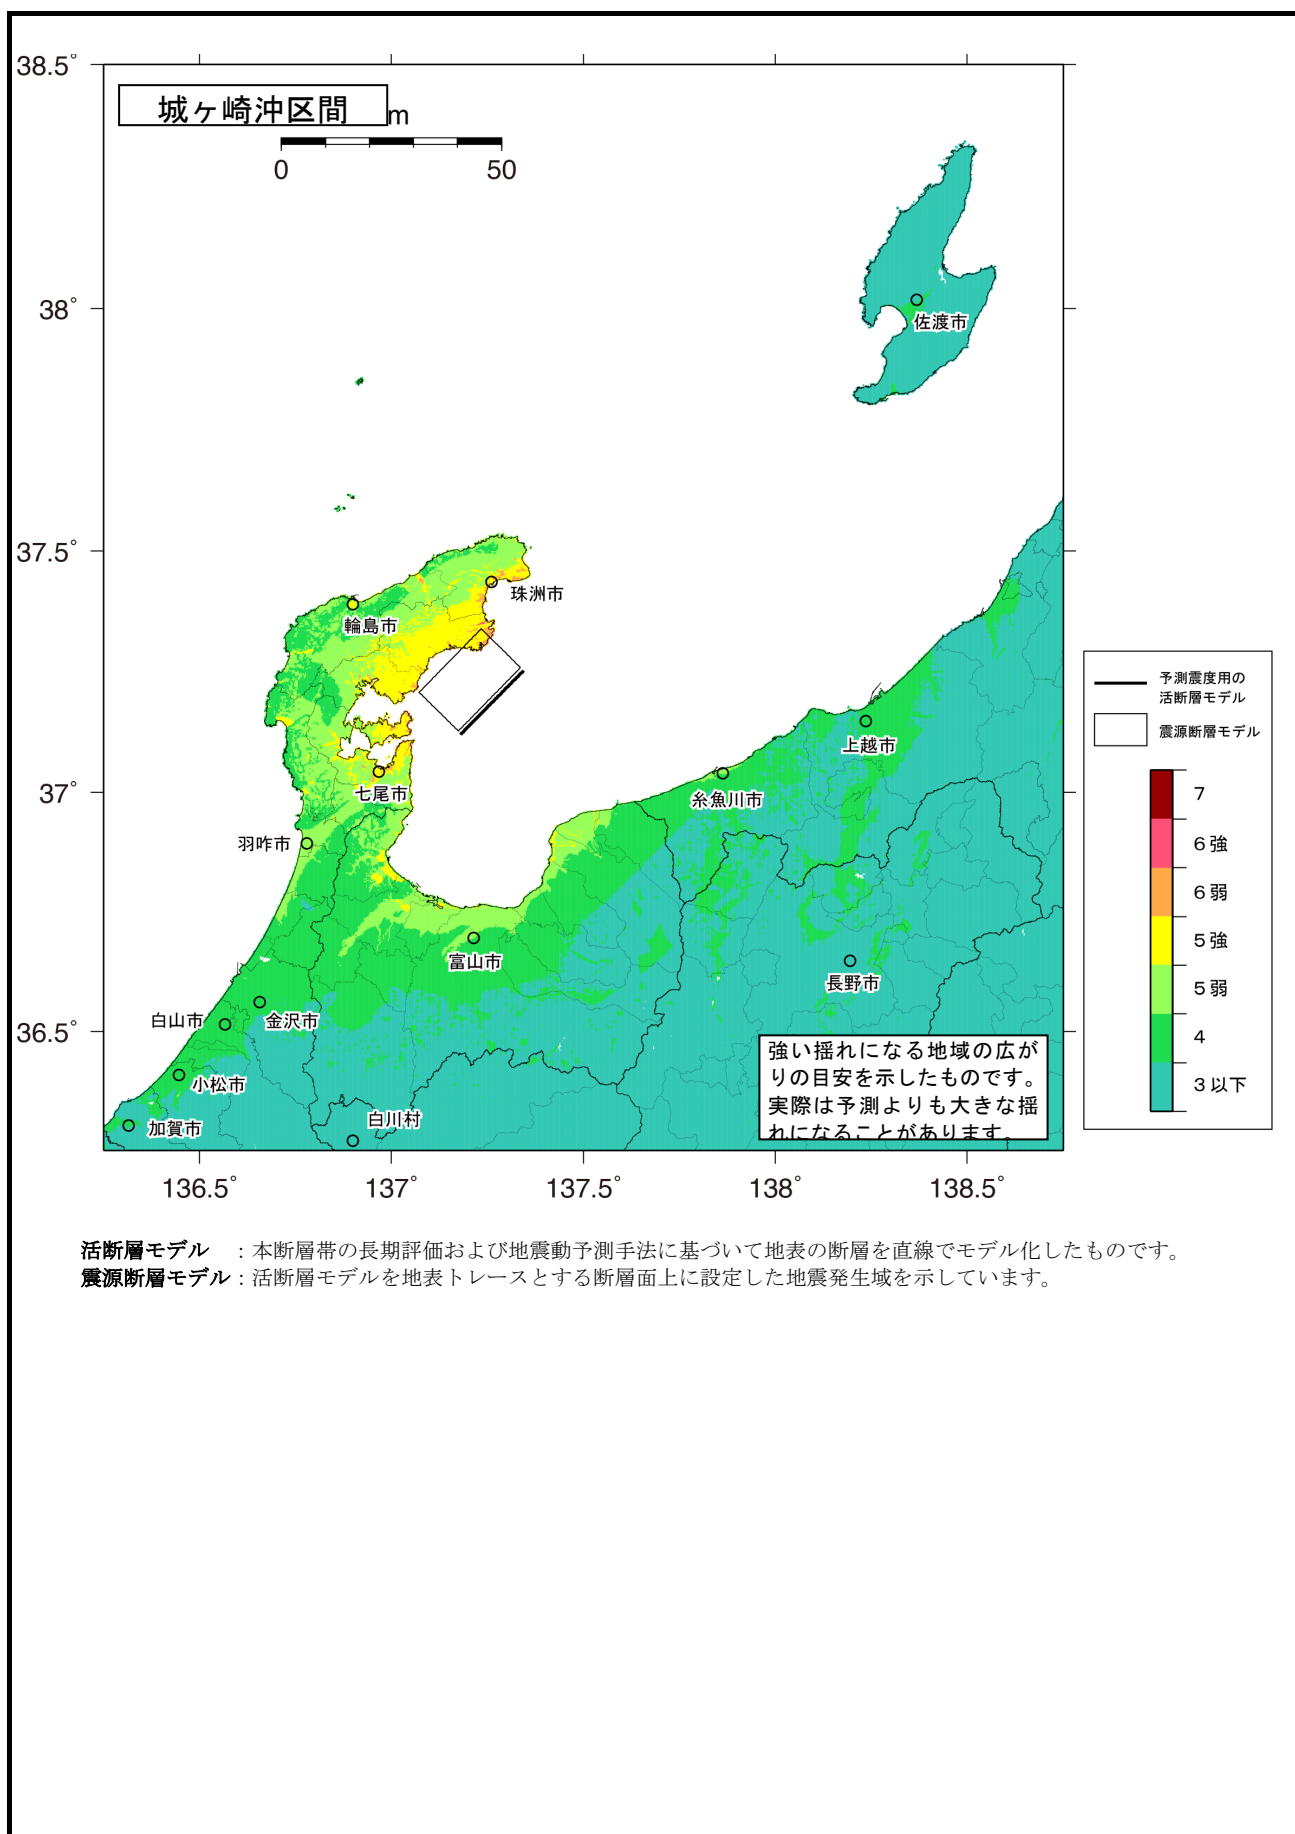 38.5°
城ヶ崎沖区間
m
0 50
38°
佐渡市
37.5°
珠洲市
輪島市
予測震度用の
活断層モデル
震源断層モデル
上越市
37°
七尾市
糸魚川市
7
羽咋市
6強
6弱
5強
富山市
長野市
5弱
白山市
金沢市
36.5°
4
強い揺れになる地域の広が
りの目安を示したものです。
実際は予測よりも大きな揺
れになることがあります。
小松市
3以下
白川村
加賀市
136.5° 137° 137.5° 138° 138.5°
活断層モデル :本断層帯の長期評価および地震動予測手法に基づいて地表の断層を直線でモデル化したものです。
震源断層モデル:活断層モデルを地表トレースとする断層面上に設定した地震発生域を示しています。